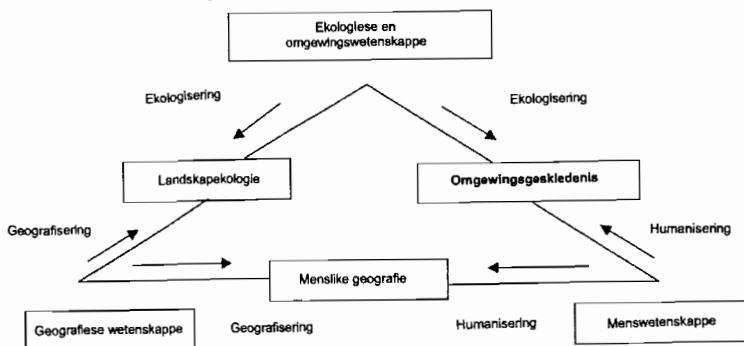 Ekologiese en
omgewingswetenskappe
Ekologisering
Ekologisering
Landskapekologie
Omgewingsgeskiedenis
Geografisering
Humanisering
Menslike geografie
Geografiese wetenskappe
Geografisering
Humanisering
Menswetenskappe